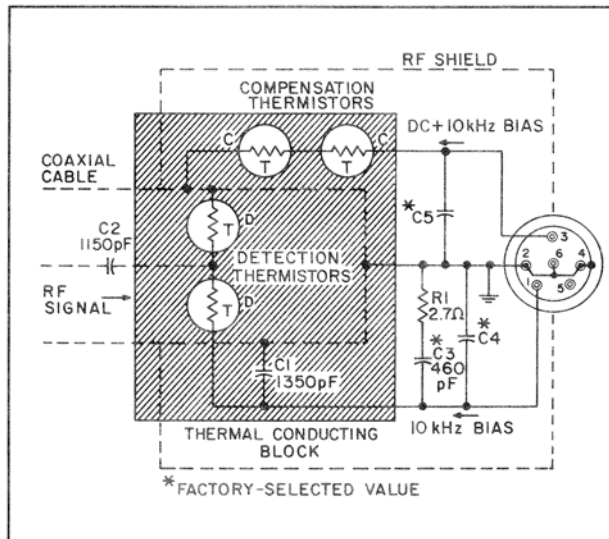 RF SHIELD
COMPENSATION
THERMISTORS
C
C
DC+10kHz BIAS
T
T
COAXIAL
CABLE
*C5
3
C2
1150pF
D
T
2
6
4
DETECTION
THERMISTORS
1
5
RF
SIGNAL
D
T
R1
2.7Ω
*
C3
460
pF
*
C4
C1
1350pF
10 kHz BIAS
THERMAL CONDUCTING
BLOCK
*FACTORY-SELECTED VALUE